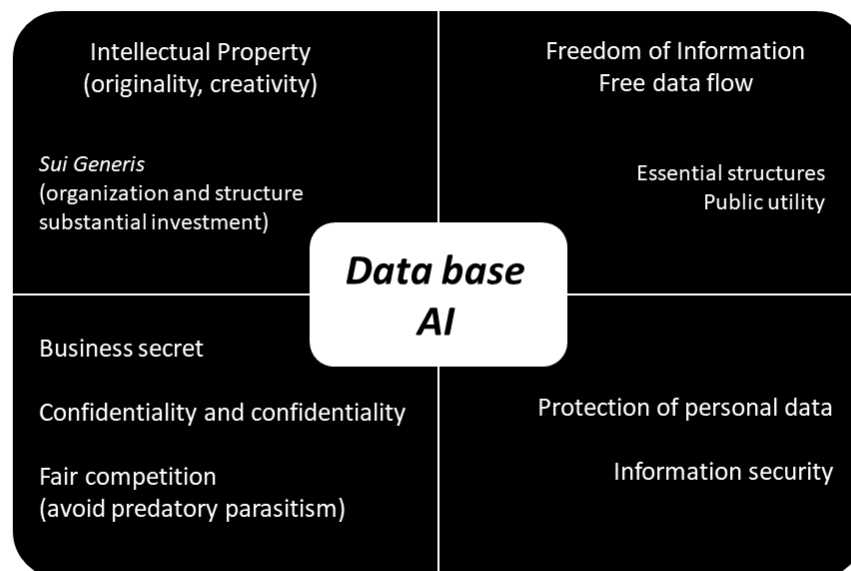 Intellectual Property
(originality, creativity)
Sui Generis
(organization and structure
substantial investment)
Freedom of Information
Free data flow
Essential structures
Public utility
Data base
AI
Business secret
Confidentiality and confidentiality
Fair competition
(avoid predatory parasitism)
Protection of personal data
Information security